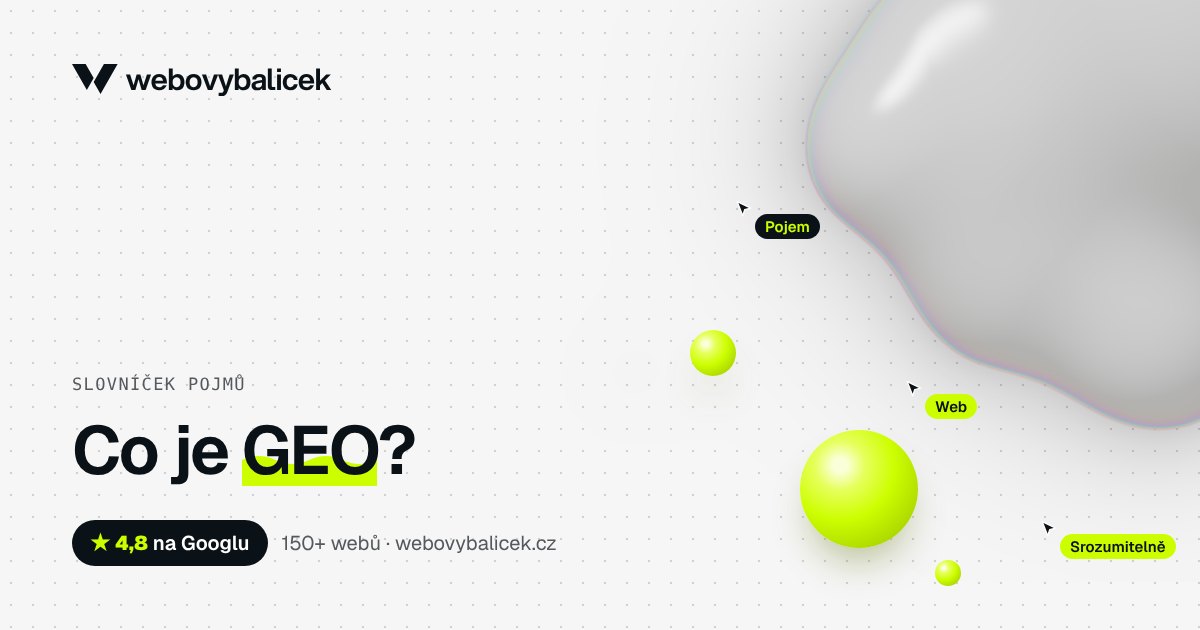 webovybalicek
Pojem
SLOVNÍČEK POJMŮ
Web
Co je GEO?
★ 4,8 na Googlu
150+ webů · webovybalicek.cz
Srozumitelně